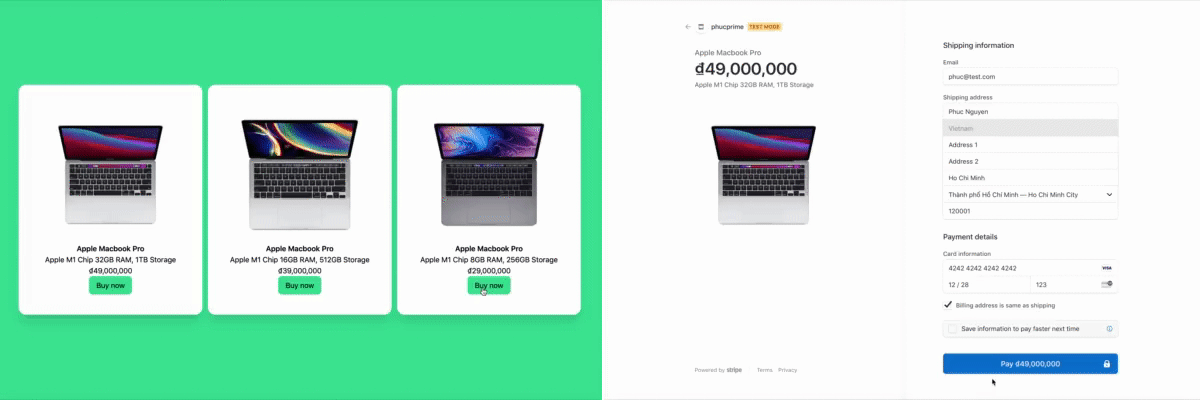 Apple Macbook Pro
Apple M1 Chip 32GB RAM, 1TB Storage
₫49,000,000
Buy now
Apple Macbook Pro
Apple M1 Chip 16GB RAM, 512GB Storage
₫39,000,000
Buy now
Apple Macbook Pro
Apple M1 Chip 8GB RAM, 256GB Storage
₫29,000,000
Buy now
phucprime TEST MODE
Apple Macbook Pro
₫49,000,000
Apple M1 Chip 32GB RAM, 1TB Storage
Powered by stripe Terms Privacy
Shipping information
Email
phuc@test.com
Shipping address
Phuc Nguyen
Vietnam
Address 1
Address 2
Ho Chi Minh
Thành phố Hồ Chí Minh — Ho Chi Minh City
120001
Payment details
Card information
4242 4242 4242 4242 VISA
12 / 28 123
Billing address is same as shipping
Save information to pay faster next time
Pay ₫49,000,000